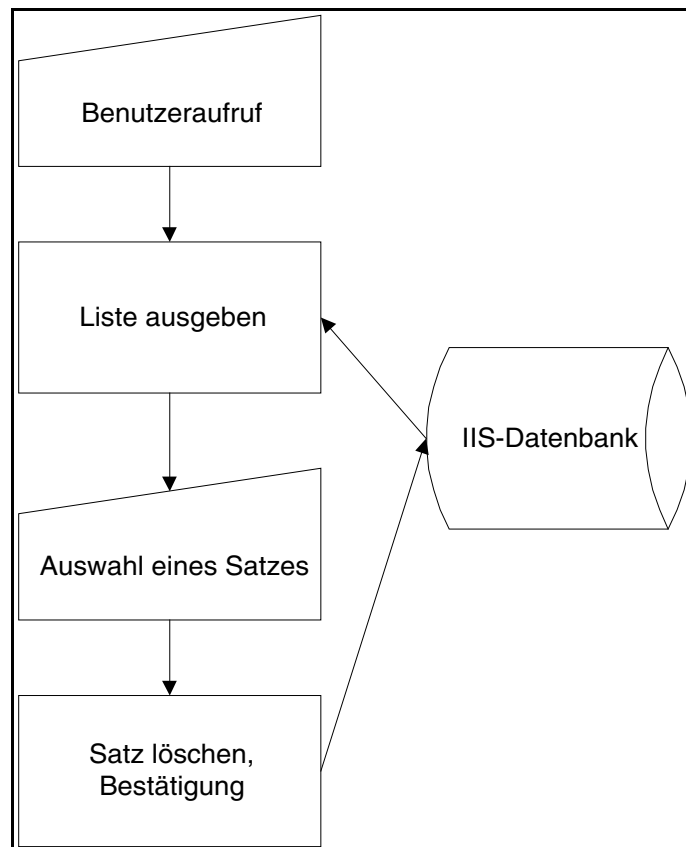 Benutzeraufruf
Liste ausgeben
IIS-Datenbank
Auswahl eines Satzes
Satz löschen,
Bestätigung